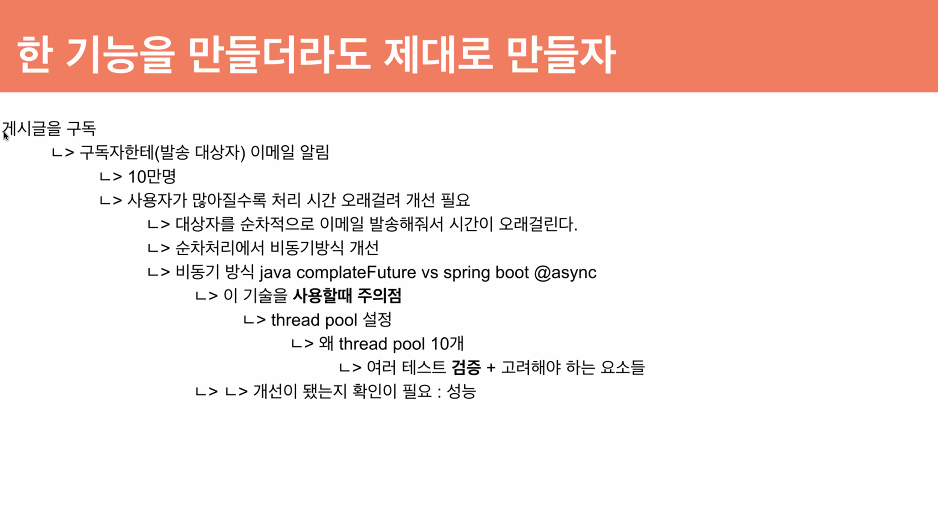 한 기능을 만들더라도 제대로 만들자
게시글을 구독
ㄴ> 구독자한테(발송 대상자) 이메일 알림
ㄴ> 10만명
ㄴ> 사용자가 많아질수록 처리 시간 오래걸려 개선 필요
ㄴ> 대상자를 순차적으로 이메일 발송해줘서 시간이 오래걸린다.
ㄴ> 순차처리에서 비동기방식 개선
ㄴ> 비동기 방식 java complateFuture vs spring boot @async
ㄴ> 이 기술을 사용할때 주의점
ㄴ> thread pool 설정
ㄴ> 왜 thread pool 10개
ㄴ> 여러 테스트 검증 + 고려해야 하는 요소들
ㄴ> ㄴ> 개선이 됐는지 확인이 필요 : 성능